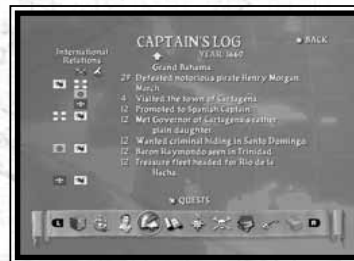 CAPTAIN'S LOG
BACK
International
Relations
YEAR: 1660
Grand Bahama.
29 Defeated notorious pirate Henry Morgan.
March
4 Visited the town of Cartagena.
12 Promoted to Spanish Captain.
12 Met Governor of Cartagena's rather
plain daughter.
12 Wanted criminal hiding in Santo Domingo.
12 Baron Raymondo seen in Trinidad.
12 Treasure fleet headed for Rio de la
Hacha.
QUESTS
L
R